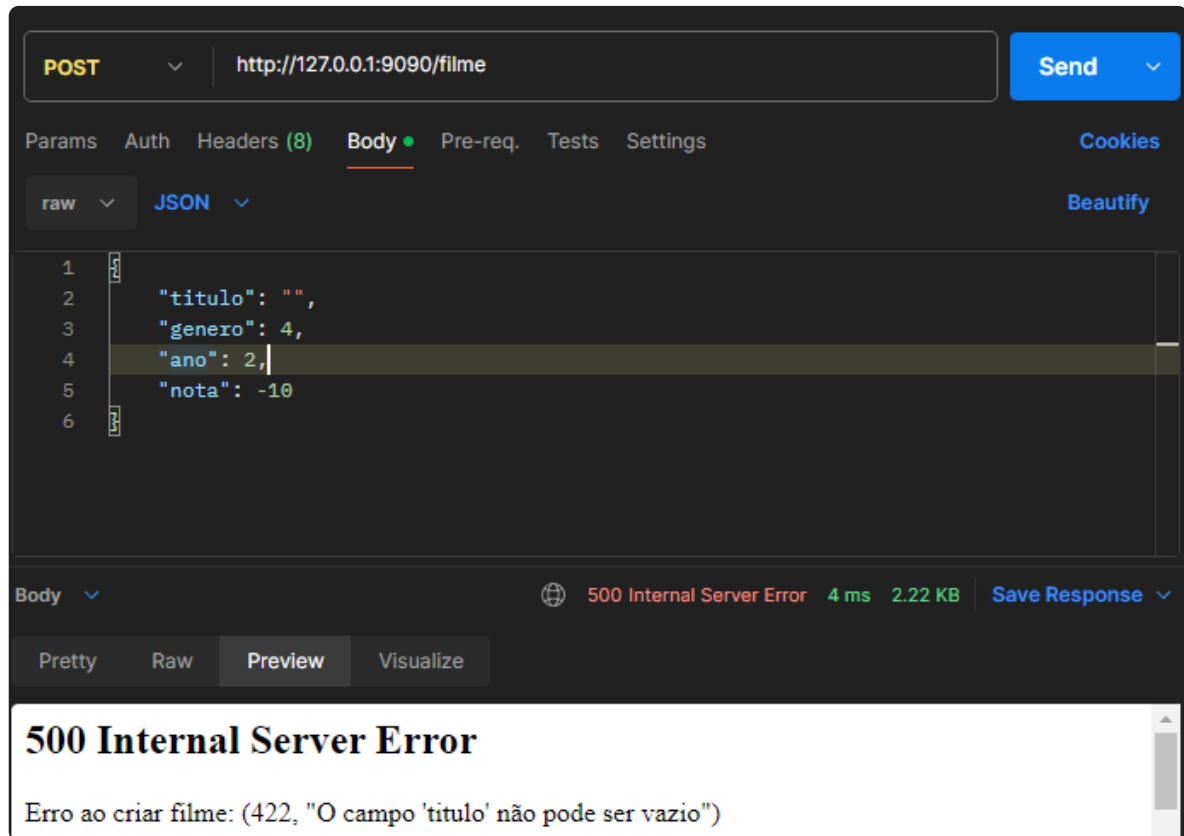 POST http://127.0.0.1:9090/filme Send
Params Auth Headers (8) Body Pre-req. Tests Settings Cookies
raw JSON Beautify
1 {
2 "titulo": "",
3 "genero": 4,
4 "ano": 2,
5 "nota": -10
6 }
Body 500 Internal Server Error 4 ms 2.22 KB Save Response
Pretty Raw Preview Visualize
500 Internal Server Error
Erro ao criar filme: (422, "O campo 'titulo' não pode ser vazio")